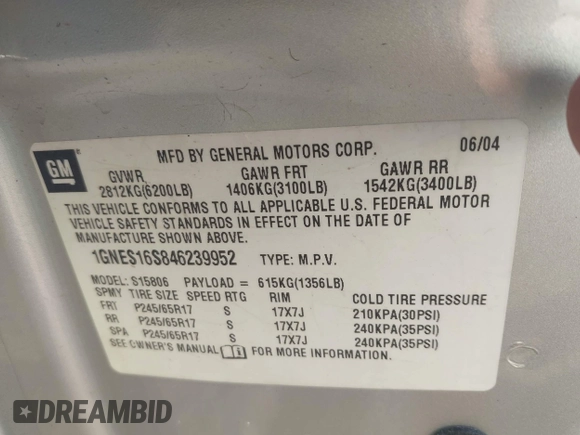 GM
MFD BY GENERAL MOTORS CORP. 06/04
GVWR GAWR FRT GAWR RR
2812KG(6200LB) 1406KG(3100LB) 1542KG(3400LB)
THIS VEHICLE CONFORMS TO ALL APPLICABLE U.S. FEDERAL MOTOR
VEHICLE SAFETY STANDARDS IN EFFECT ON THE DATE OF
MANUFACTURE SHOWN ABOVE.
1GNES16S846239952 TYPE: M.P.V.
MODEL: S15806 PAYLOAD = 615KG(1356LB)
SPMY TIRE SIZE SPEED RTG RIM COLD TIRE PRESSURE
FRT P245/65R17 S 17X7J 210KPA(30PSI)
RR P245/65R17 S 17X7J 240KPA(35PSI)
SPA P245/65R17 S 17X7J 240KPA(35PSI)
SEE OWNER'S MANUAL FOR MORE INFORMATION.
DREAMBID